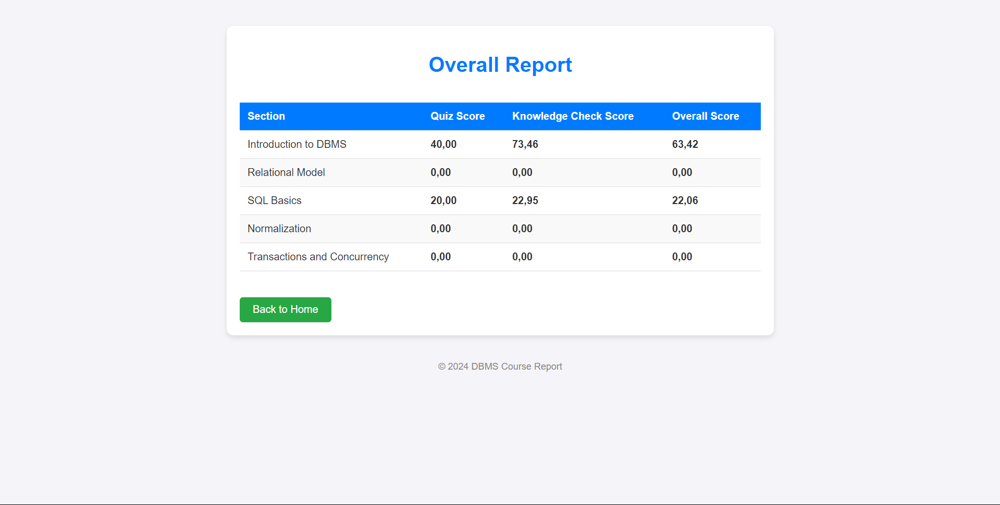 Overall Report
Section Quiz Score Knowledge Check Score Overall Score
Introduction to DBMS 40,00 73,46 63,42
Relational Model 0,00 0,00 0,00
SQL Basics 20,00 22,95 22,06
Normalization 0,00 0,00 0,00
Transactions and Concurrency 0,00 0,00 0,00
Back to Home
© 2024 DBMS Course Report